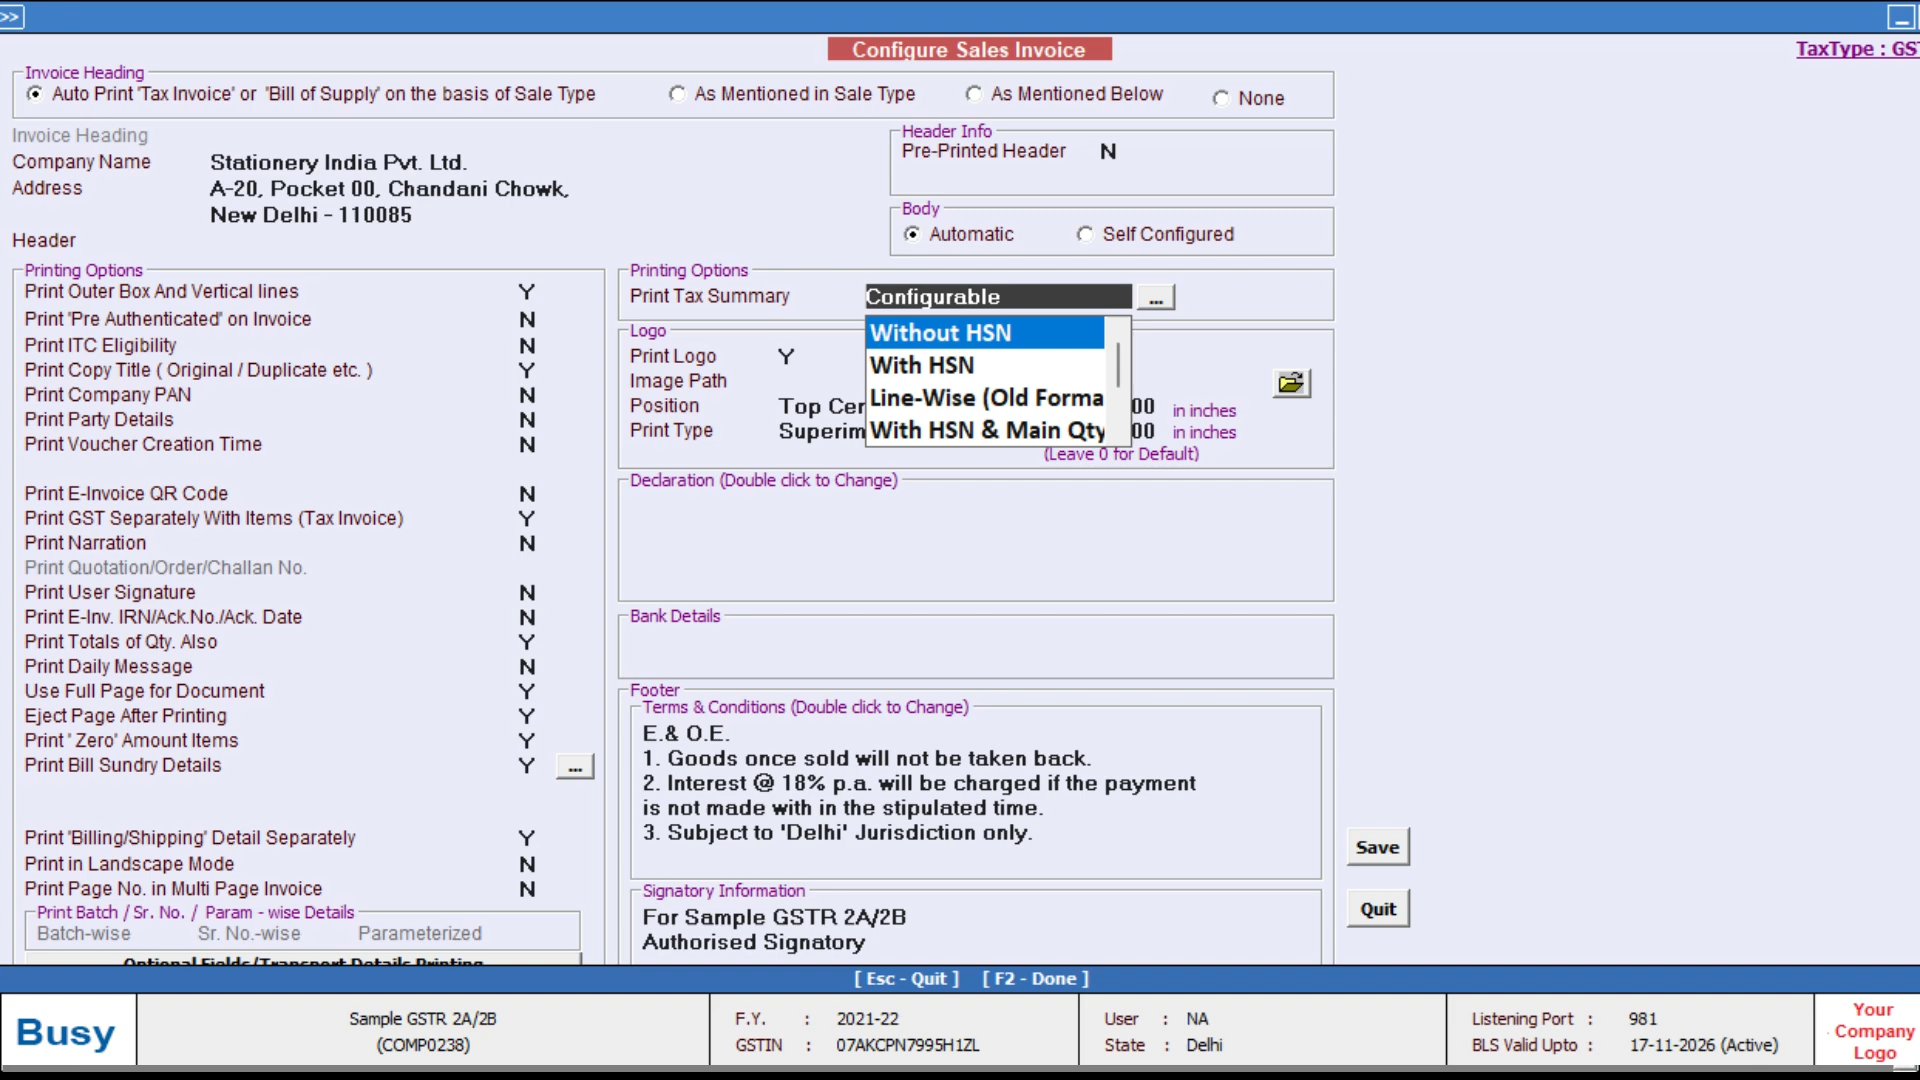 >>
Configure Sales Invoice
TaxType : GST
Invoice Heading
Auto Print 'Tax Invoice' or 'Bill of Supply' on the basis of Sale Type
As Mentioned in Sale Type
As Mentioned Below
None
Invoice Heading
Company Name Stationery India Pvt. Ltd.
Address A-20, Pocket 00, Chandani Chowk,
New Delhi - 110085
Header
Header Info
Pre-Printed Header N
Body
Automatic Self Configured
Printing Options
Print Outer Box And Vertical lines Y
Print 'Pre Authenticated' on Invoice N
Print ITC Eligibility N
Print Copy Title ( Original / Duplicate etc. ) Y
Print Company PAN N
Print Party Details N
Print Voucher Creation Time N
Print E-Invoice QR Code N
Print GST Separately With Items (Tax Invoice) Y
Print Narration N
Print Quotation/Order/Challan No.
Print User Signature N
Print E-Inv. IRN/Ack.No./Ack. Date N
Print Totals of Qty. Also Y
Print Daily Message N
Use Full Page for Document Y
Eject Page After Printing Y
Print ' Zero' Amount Items Y
Print Bill Sundry Details Y ...
Print 'Billing/Shipping' Detail Separately Y
Print in Landscape Mode N
Print Page No. in Multi Page Invoice N
Print Batch / Sr. No. / Param - wise Details
Batch-wise Sr. No.-wise Parameterized
Optional Fields/Transport Details Printing
Printing Options
Print Tax Summary Configurable ...
Without HSN
With HSN
Line-Wise (Old Forma
With HSN & Main Qty
Logo
Print Logo Y
Image Path
Position Top Cer 00 in inches
Print Type Superim 00 in inches
(Leave 0 for Default)
Declaration (Double click to Change)
Bank Details
Footer
Terms & Conditions (Double click to Change)
E.& O.E.
1. Goods once sold will not be taken back.
2. Interest @ 18% p.a. will be charged if the payment
is not made with in the stipulated time.
3. Subject to 'Delhi' Jurisdiction only.
Signatory Information
For Sample GSTR 2A/2B
Authorised Signatory
Save
Quit
[ Esc - Quit ] [ F2 - Done ]
Busy
Sample GSTR 2A/2B
(COMP0238)
F.Y. : 2021-22
GSTIN : 07AKCPN7995H1ZL
User : NA
State : Delhi
Listening Port : 981
BLS Valid Upto : 17-11-2026 (Active)
Your
Company
Logo